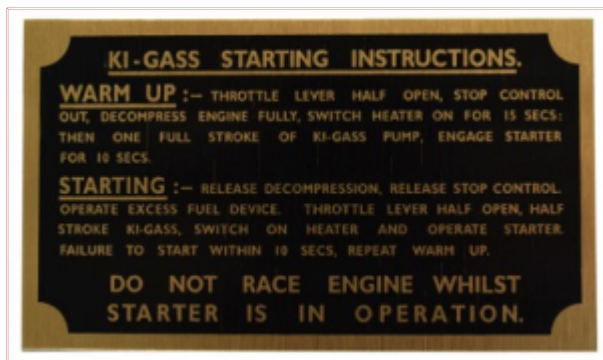 KI-GASS STARTING INSTRUCTIONS.
WARM UP :– THROTTLE LEVER HALF OPEN, STOP CONTROL
OUT, DECOMPRESS ENGINE FULLY, SWITCH HEATER ON FOR 15 SECS:
THEN ONE FULL STROKE OF KI-GASS PUMP, ENGAGE STARTER
FOR 10 SECS.
STARTING :– RELEASE DECOMPRESSION, RELEASE STOP CONTROL.
OPERATE EXCESS FUEL DEVICE. THROTTLE LEVER HALF OPEN, HALF
STROKE KI-GASS, SWITCH ON HEATER AND OPERATE STARTER.
FAILURE TO START WITHIN 10 SECS, REPEAT WARM UP.
DO NOT RACE ENGINE WHILST
STARTER IS IN OPERATION.